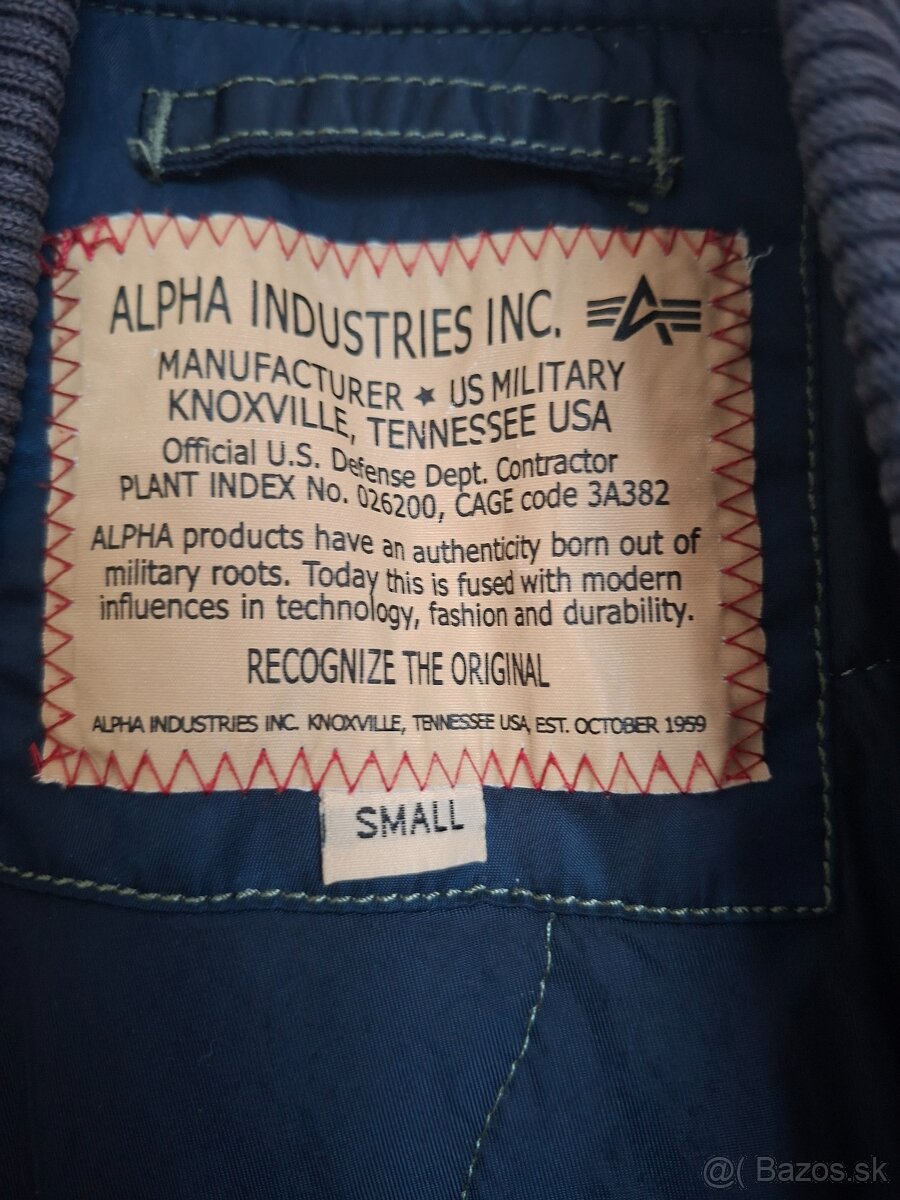 ALPHA INDUSTRIES INC.
MANUFACTURER ★ US MILITARY
KNOXVILLE, TENNESSEE USA
Official U.S. Defense Dept. Contractor
PLANT INDEX No. 026200, CAGE code 3A382
ALPHA products have an authenticity born out of
military roots. Today this is fused with modern
influences in technology, fashion and durability.
RECOGNIZE THE ORIGINAL
ALPHA INDUSTRIES INC. KNOXVILLE, TENNESSEE USA, EST. OCTOBER 1959
SMALL
@( Bazos.sk